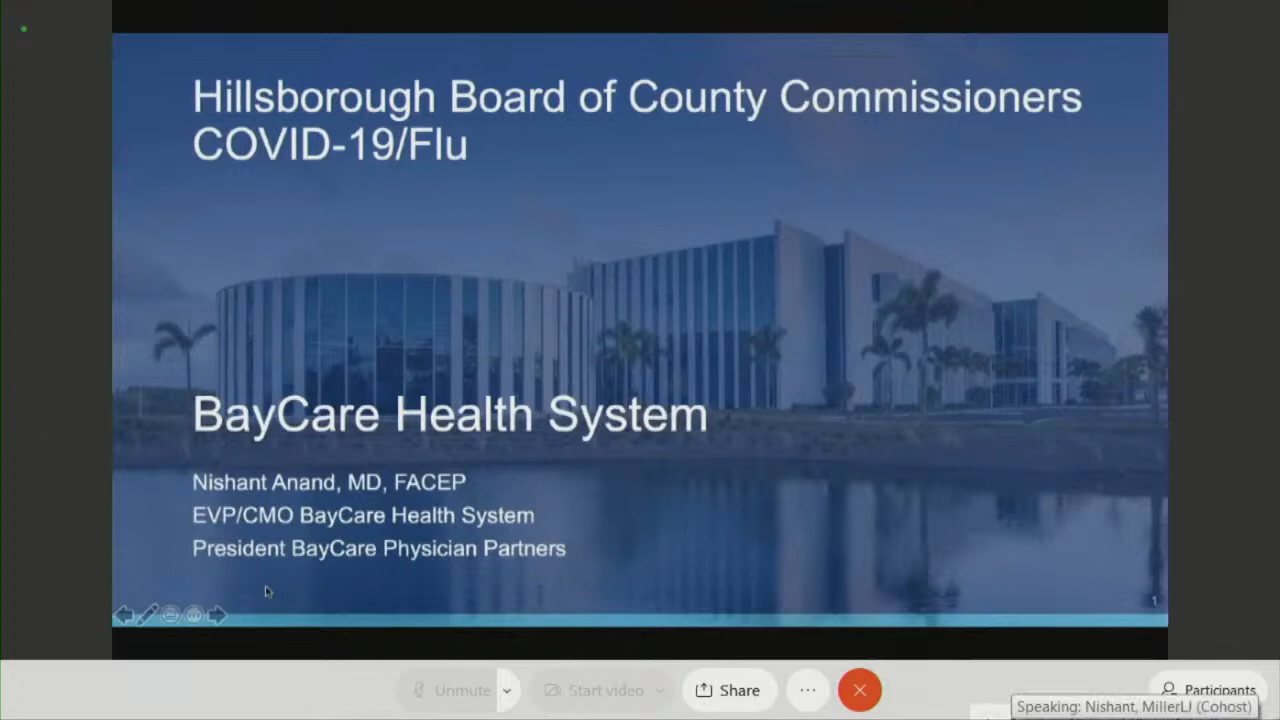 Hillsborough Board of County Commissioners
COVID-19/Flu
BayCare Health System
Nishant Anand, MD, FACEP
EVP/CMO BayCare Health System
President BayCare Physician Partners
1
Unmute
Start video
Share
Participants
Speaking: Nishant, MillerLJ (Cohost)